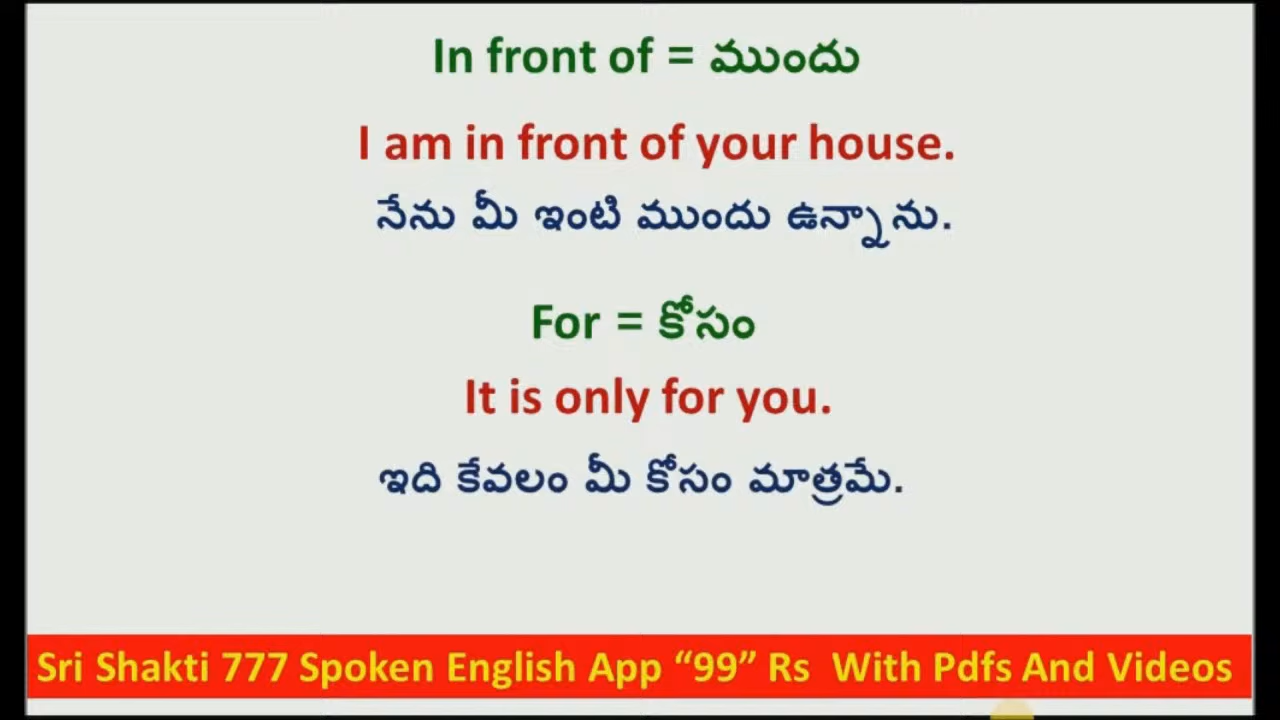 In front of = ముందు
I am in front of your house.
నేను మీ ఇంటి ముందు ఉన్నాను.
For = కోసం
It is only for you.
ఇది కేవలం మీ కోసం మాత్రమే.
Sri Shakti 777 Spoken English App “99” Rs With Pdfs And Videos